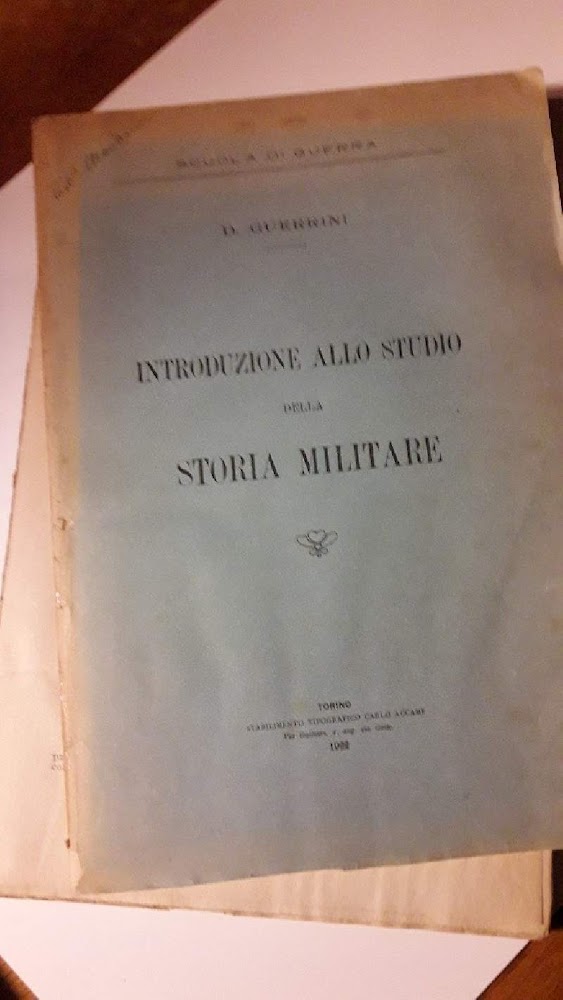 SCUOLA DI GUERRA
D. GUERRINI
INTRODUZIONE ALLO STUDIO
DELLA
STORIA MILITARE
TORINO
STABILIMENTO TIPOGRAFICO CARLO ACCAME